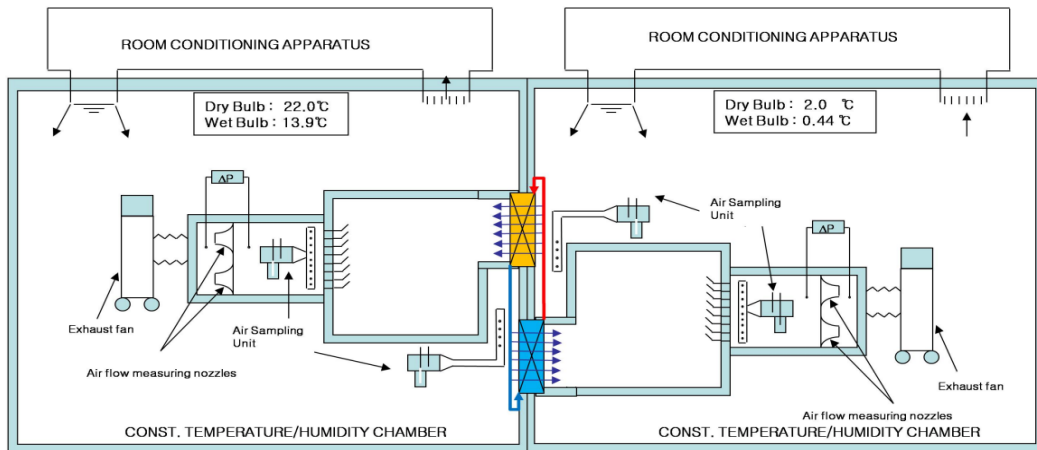 ROOM CONDITIONING APPARATUS
ROOM CONDITIONING APPARATUS
Dry Bulb : 22.0℃
Wet Bulb : 13.9℃
Dry Bulb : 2.0 ℃
Wet Bulb : 0.44 ℃
ΔP
Air Sampling
Unit
ΔP
Exhaust fan
Air Sampling
Unit
Air flow measuring nozzles
Exhaust fan
Air flow measuring nozzles
CONST. TEMPERATURE/HUMIDITY CHAMBER
CONST. TEMPERATURE/HUMIDITY CHAMBER